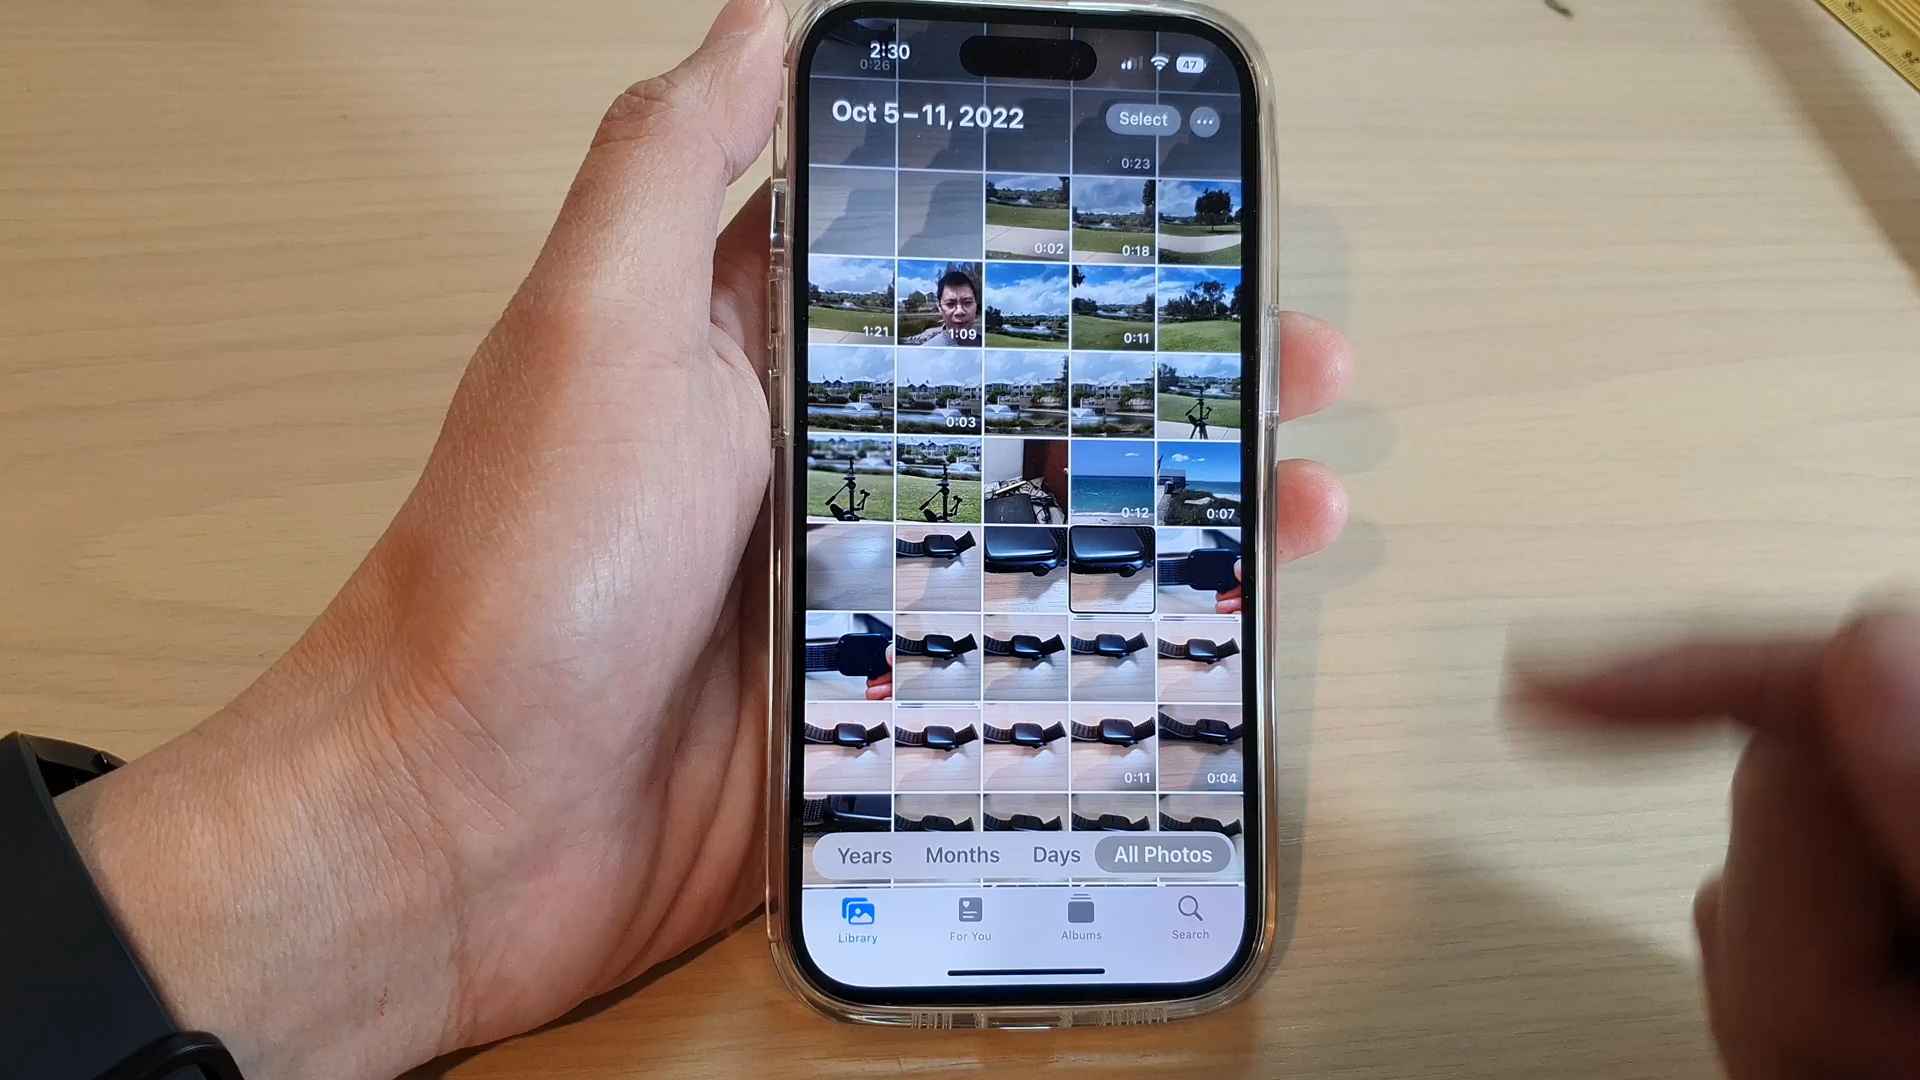 2:30
0:26
47
Oct 5–11, 2022
Select
0:23
0:02
0:18
1:21
1:09
0:11
0:03
0:12
0:07
0:11
0:04
Years
Months
Days
All Photos
Library
For You
Albums
Search